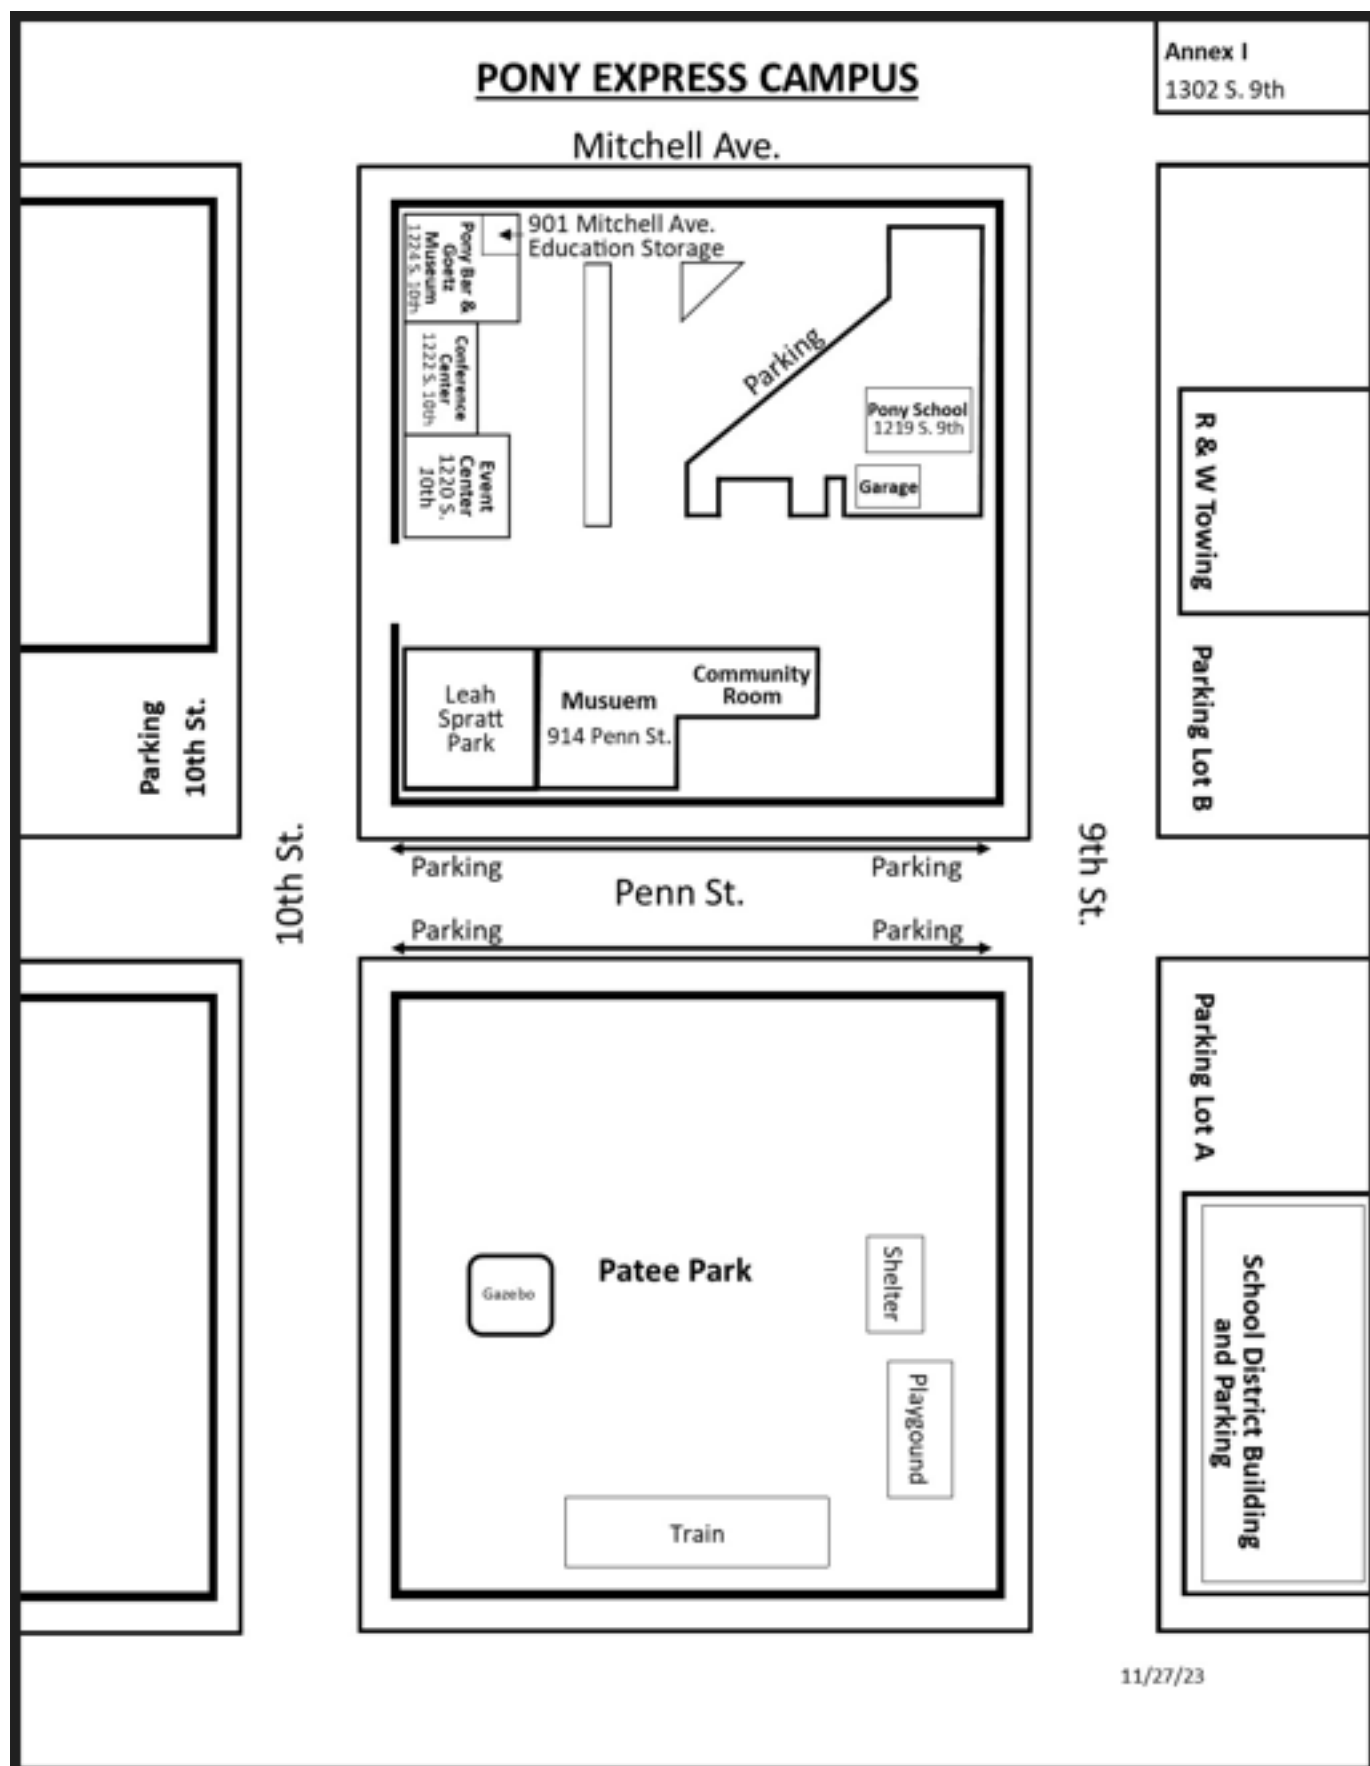 PONY EXPRESS CAMPUS
Annex I
1302 S. 9th
Mitchell Ave.
901 Mitchell Ave.
Education Storage
Pony Bar &
Goetz
Museum
1224 S. 10th
Conference
Center
1222 S. 10th
Event
Center
1220 S.
10th
Parking
Pony School
1219 S. 9th
Garage
R & W Towing
Parking Lot B
Leah
Spratt
Park
Musuem
914 Penn St.
Community
Room
Parking
10th St.
10th St.
Parking
Parking
Penn St.
Parking
Parking
9th St.
Parking Lot A
Patee Park
Gazebo
Shelter
Playgound
Train
School District Building
and Parking
11/27/23